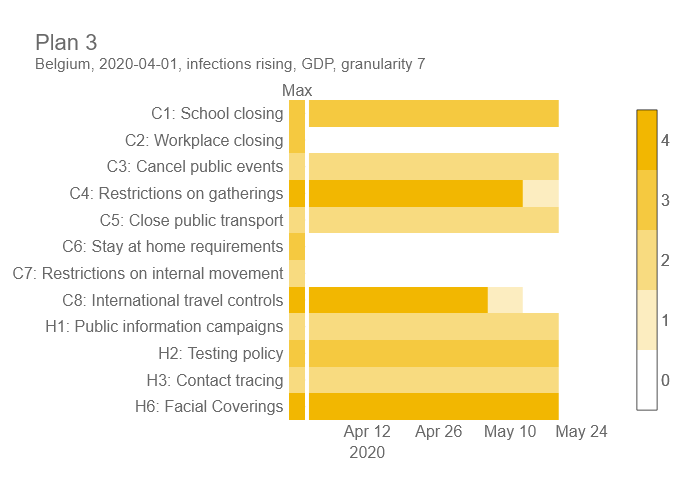 Plan 3
Belgium, 2020-04-01, infections rising, GDP, granularity 7
Max
C1: School closing
C2: Workplace closing
C3: Cancel public events
C4: Restrictions on gatherings
C5: Close public transport
C6: Stay at home requirements
C7: Restrictions on internal movement
C8: International travel controls
H1: Public information campaigns
H2: Testing policy
H3: Contact tracing
H6: Facial Coverings
Apr 12 Apr 26 May 10 May 24
2020
4
3
2
1
0